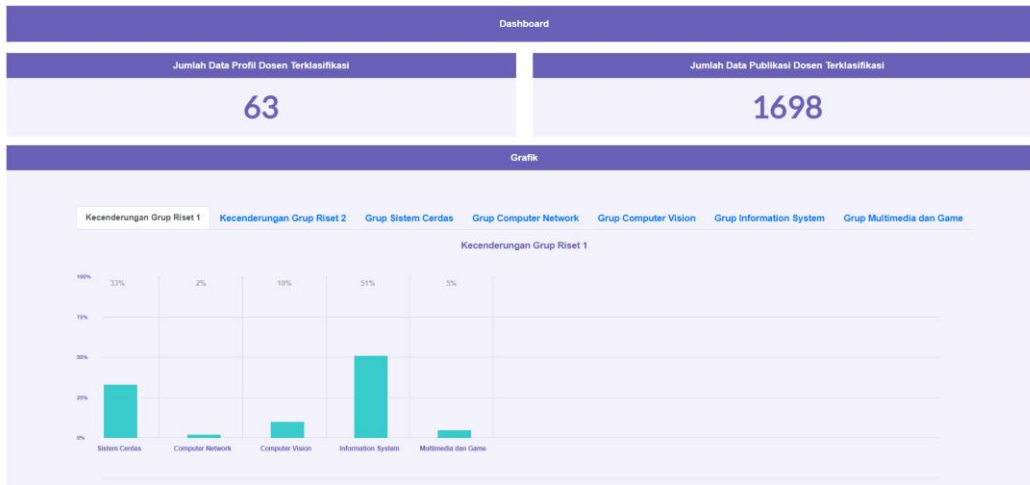 Dashboard
Jumlah Data Profil Dosen Terklasifikasi
Jumlah Data Publikasi Dosen Terklasifikasi
63
1698
Grafik
Kecenderungan Grup Riset 1 Kecenderungan Grup Riset 2 Grup Sistem Cerdas Grup Computer Network Grup Computer Vision Grup Information System Grup Multimedia dan Game
Kecenderungan Grup Riset 1
100%
33% 2% 10% 51% 5%
75%
50%
25%
0%
Sistem Cerdas Computer Network Computer Vision Information System Multimedia dan Game